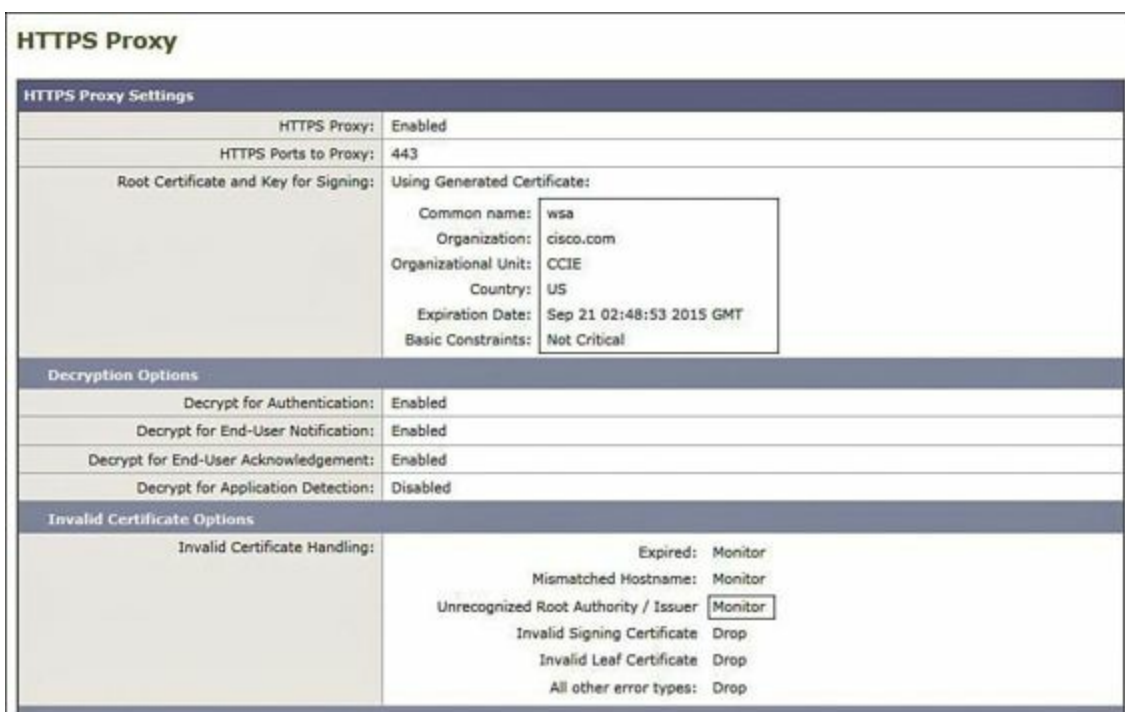 HTTPS Proxy
HTTPS Proxy Settings
HTTPS Proxy: Enabled
HTTPS Ports to Proxy: 443
Root Certificate and Key for Signing: Using Generated Certificate:
Common name: wsa
Organization: cisco.com
Organizational Unit: CCIE
Country: US
Expiration Date: Sep 21 02:48:53 2015 GMT
Basic Constraints: Not Critical
Decryption Options
Decrypt for Authentication: Enabled
Decrypt for End-User Notification: Enabled
Decrypt for End-User Acknowledgement: Enabled
Decrypt for Application Detection: Disabled
Invalid Certificate Options
Invalid Certificate Handling: Expired: Monitor
Mismatched Hostname: Monitor
Unrecognized Root Authority / Issuer Monitor
Invalid Signing Certificate Drop
Invalid Leaf Certificate Drop
All other error types: Drop